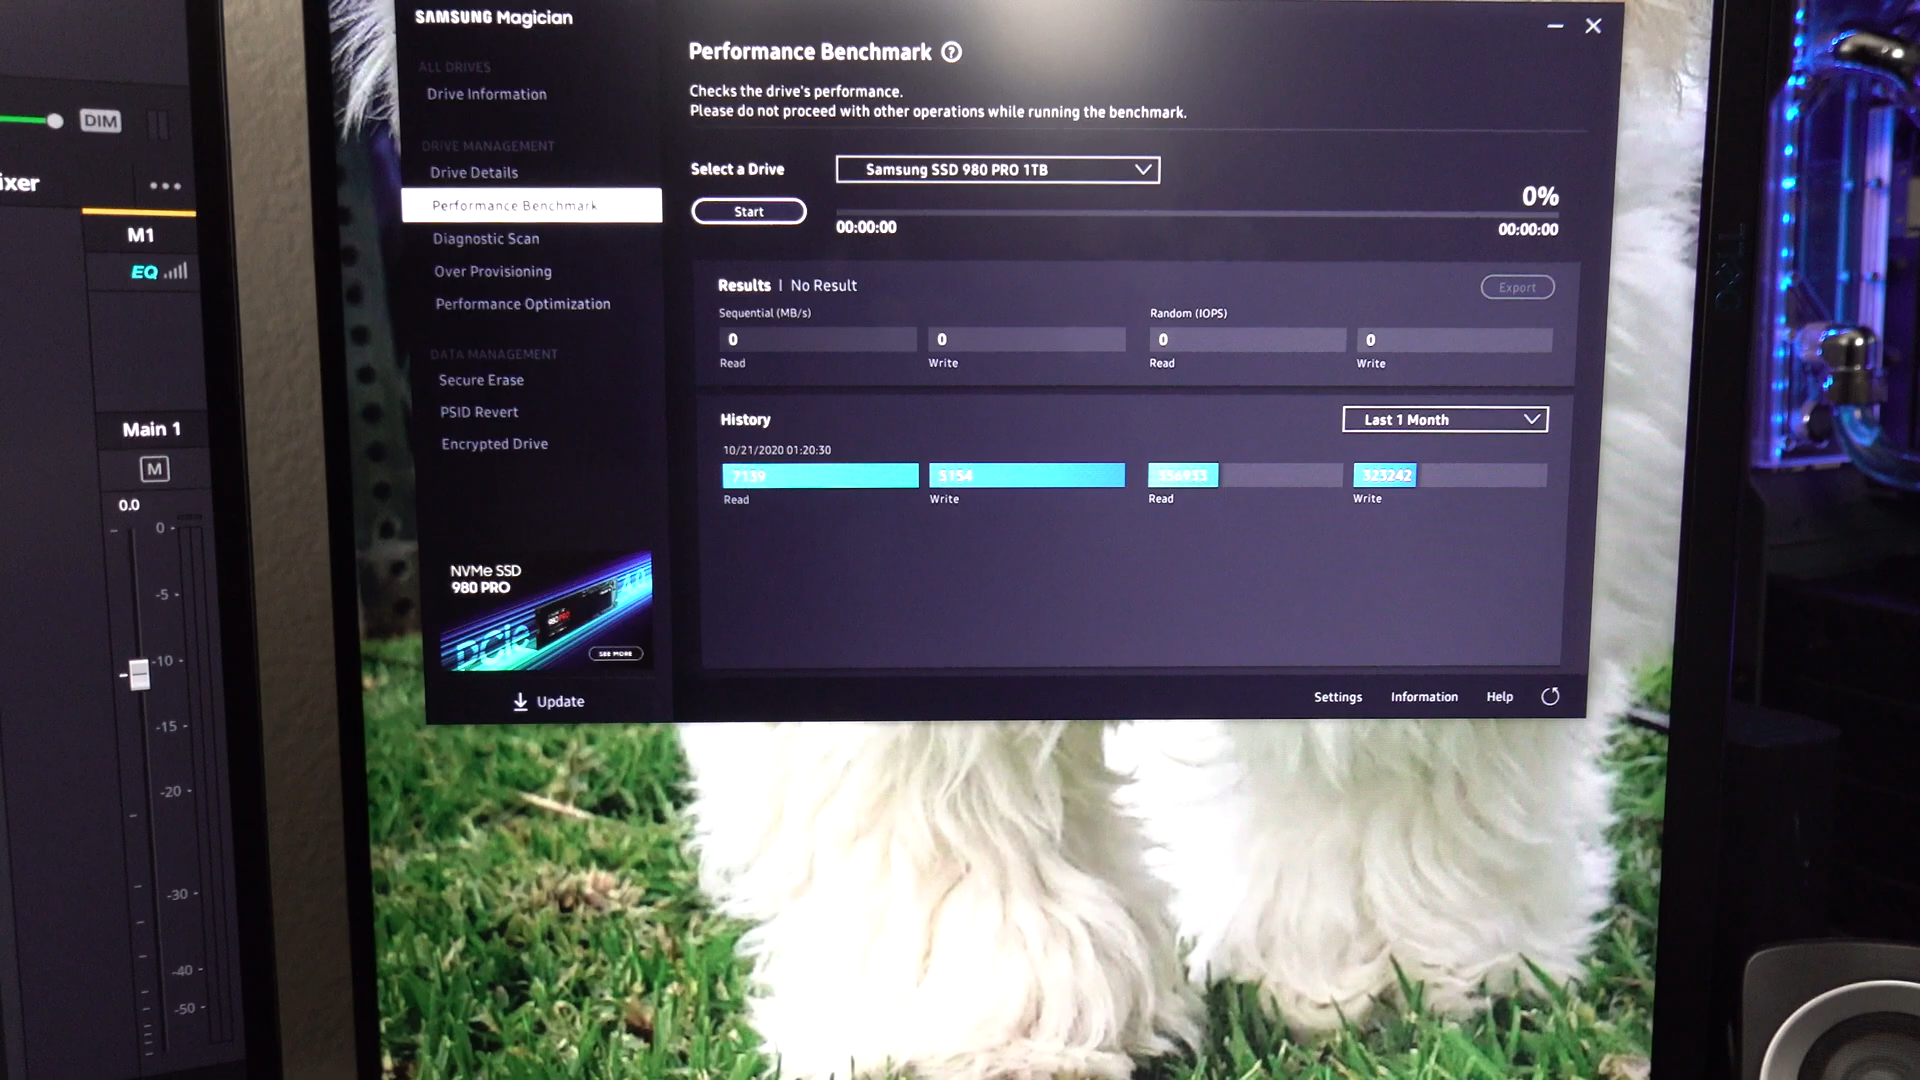 DIM
ixer
M1
EQ
Main 1
M
0.0
0
-5
-10
-15
-20
-30
-40
-50
SAMSUNG Magician
ALL DRIVES
Drive Information
DRIVE MANAGEMENT
Drive Details
Performance Benchmark
Diagnostic Scan
Over Provisioning
Performance Optimization
DATA MANAGEMENT
Secure Erase
PSID Revert
Encrypted Drive
NVMe SSD
980 PRO
980 PRO
pcie
SEE MORE
Update
Performance Benchmark ?
Checks the drive's performance.
Please do not proceed with other operations while running the benchmark.
Select a Drive Samsung SSD 980 PRO 1TB
Start 0%
00:00:00 00:00:00
Results | No Result Export
Sequential (MB/s) Random (IOPS)
0 0 0 0
Read Write Read Write
History Last 1 Month
10/21/2020 01:20:30
7139 5154 323242
Read Write Read Write
Settings Information Help
DELL